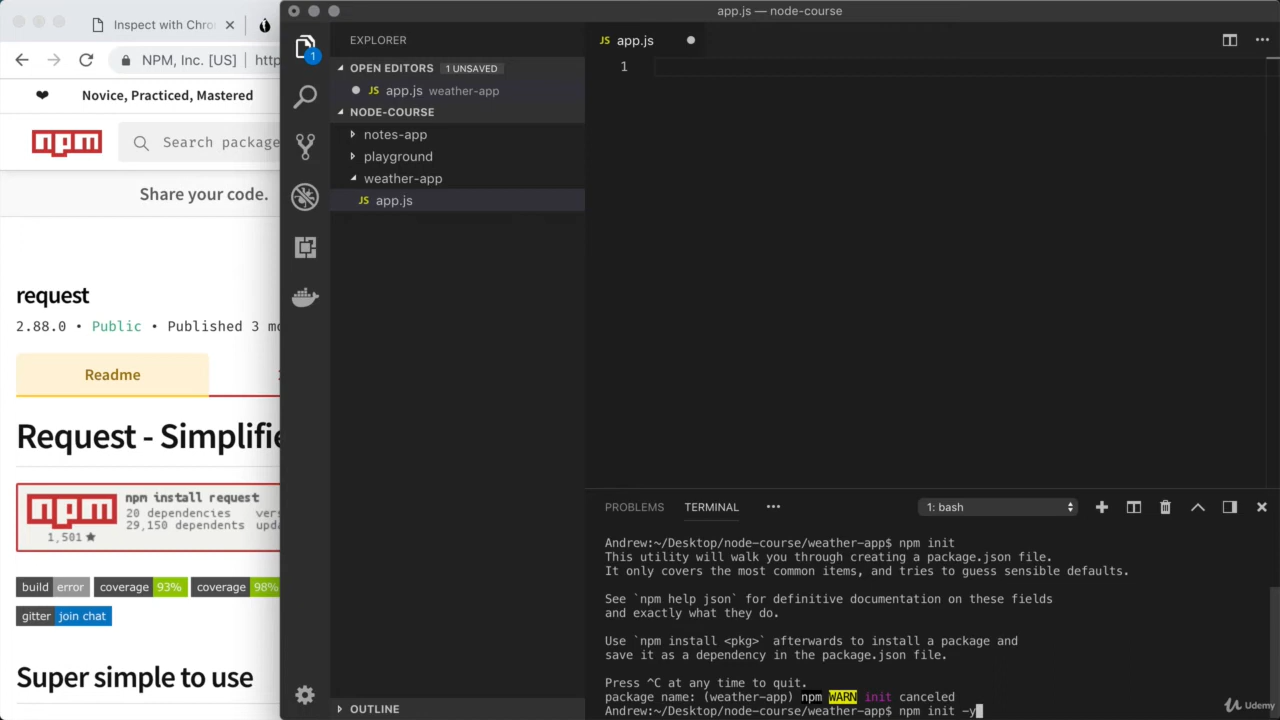 Inspect with Chro
NPM, Inc. [US]
Novice, Practiced, Mastered
npm
Search package
Share your code.
request
2.88.0 • Public • Published 3 mo
Readme
Request - Simplifie
npm
npm install request
20 dependencies
29,150 dependents
1,501
build error coverage 93% coverage 98%
gitter join chat
Super simple to use
app.js — node-course
1
EXPLORER
OPEN EDITORS 1 UNSAVED
JS app.js weather-app
NODE-COURSE
notes-app
playground
weather-app
JS app.js
OUTLINE
JS app.js
1
PROBLEMS TERMINAL
1: bash
Andrew:~/Desktop/node-course/weather-app$ npm init
This utility will walk you through creating a package.json file.
It only covers the most common items, and tries to guess sensible defaults.
See `npm help json` for definitive documentation on these fields
and exactly what they do.
Use `npm install <pkg>` afterwards to install a package and
save it as a dependency in the package.json file.
Press ^C at any time to quit.
package name: (weather-app) npm WARN init canceled
Andrew:~/Desktop/node-course/weather-app$ npm init -y
Udemy